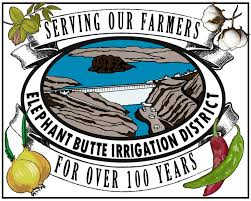 SERVING OUR FARMERS
ELEPHANT BUTTE IRRIGATION DISTRICT
FOR OVER 100 YEARS